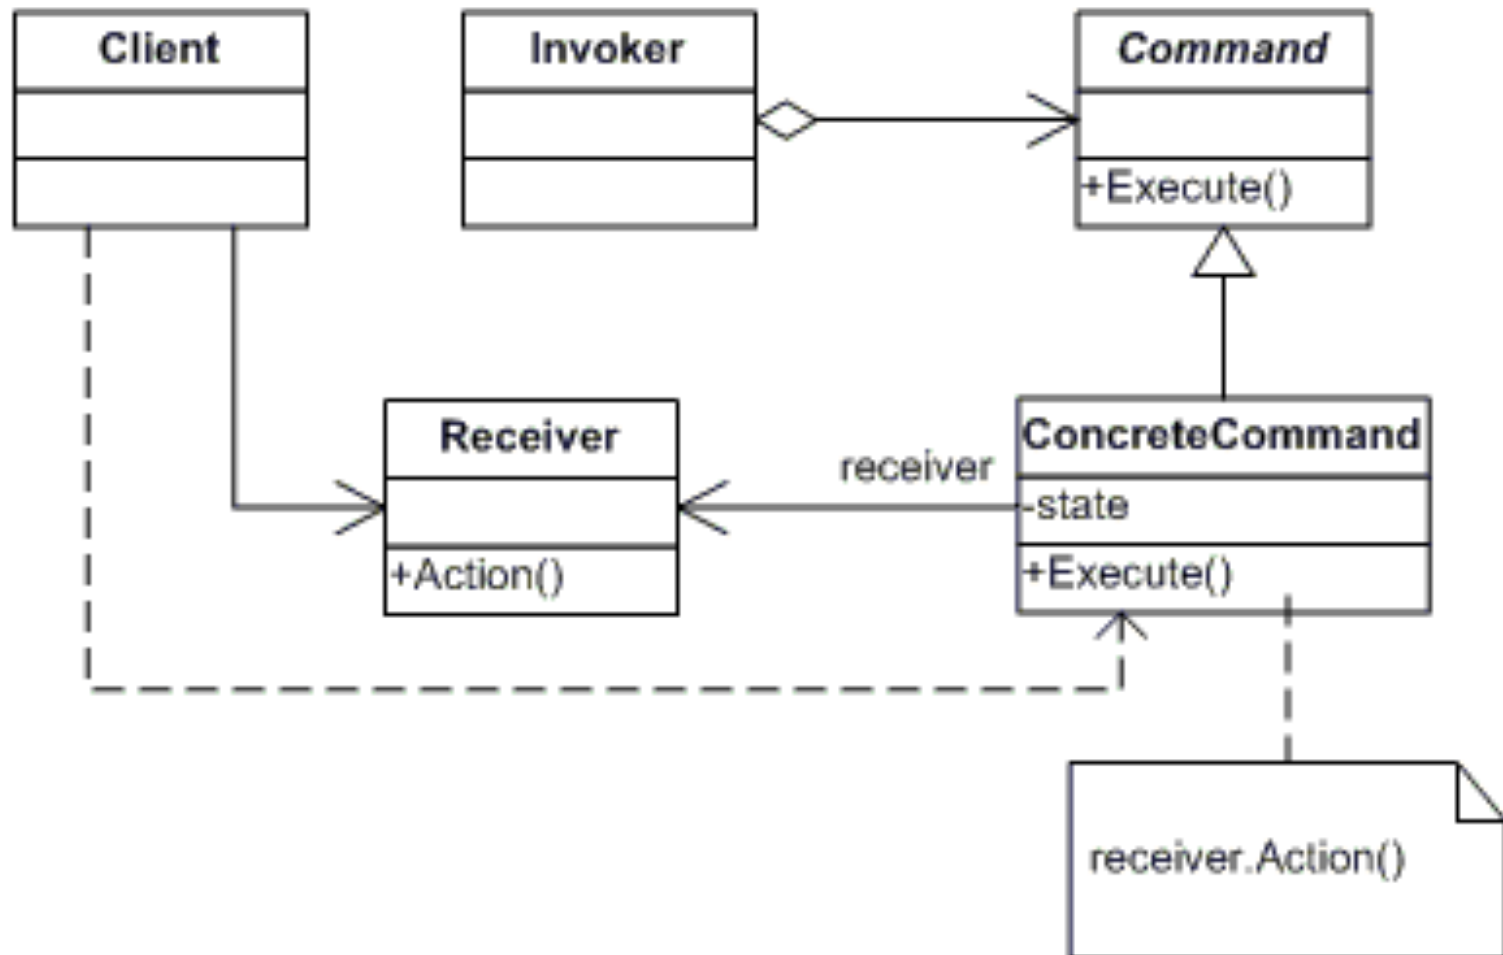 Client
Invoker
Command
+Execute()
Receiver
+Action()
receiver
ConcreteCommand
-state
+Execute()
receiver.Action()